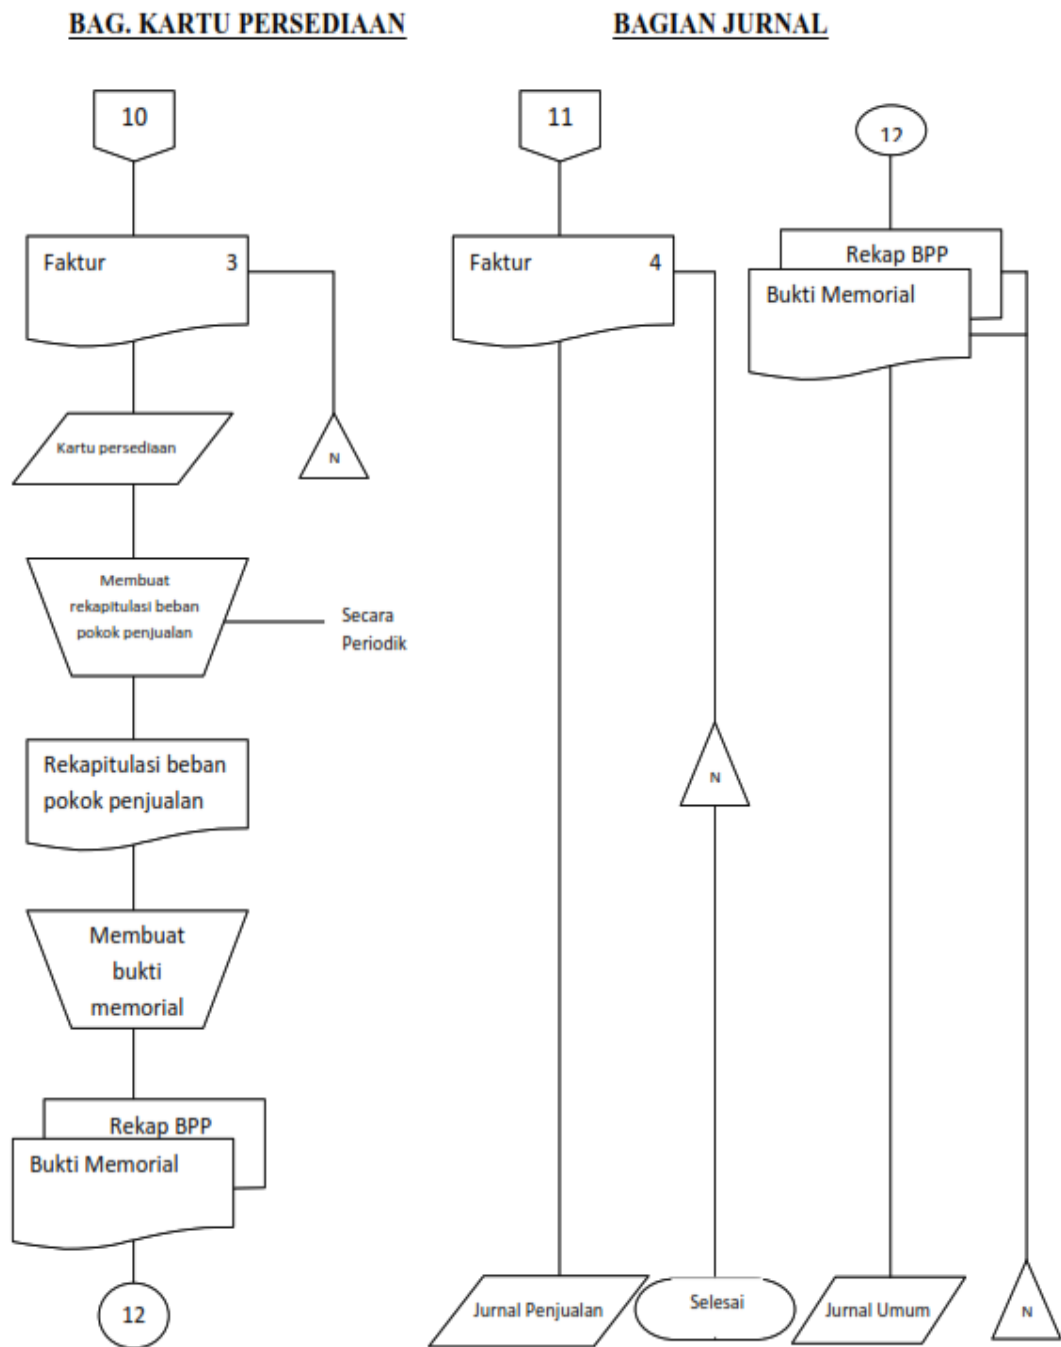 BAG. KARTU PERSEDIAAN
BAGIAN JURNAL
10
Faktur 3
N
Kartu persediaan
Membuat
rekapitulasi beban
pokok penjualan
Secara
Periodik
Rekapitulasi beban
pokok penjualan
Membuat
bukti
memorial
Rekap BPP
Bukti Memorial
12
11
Faktur 4
N
Jurnal Penjualan
Selesai
12
Rekap BPP
Bukti Memorial
Jurnal Umum
N